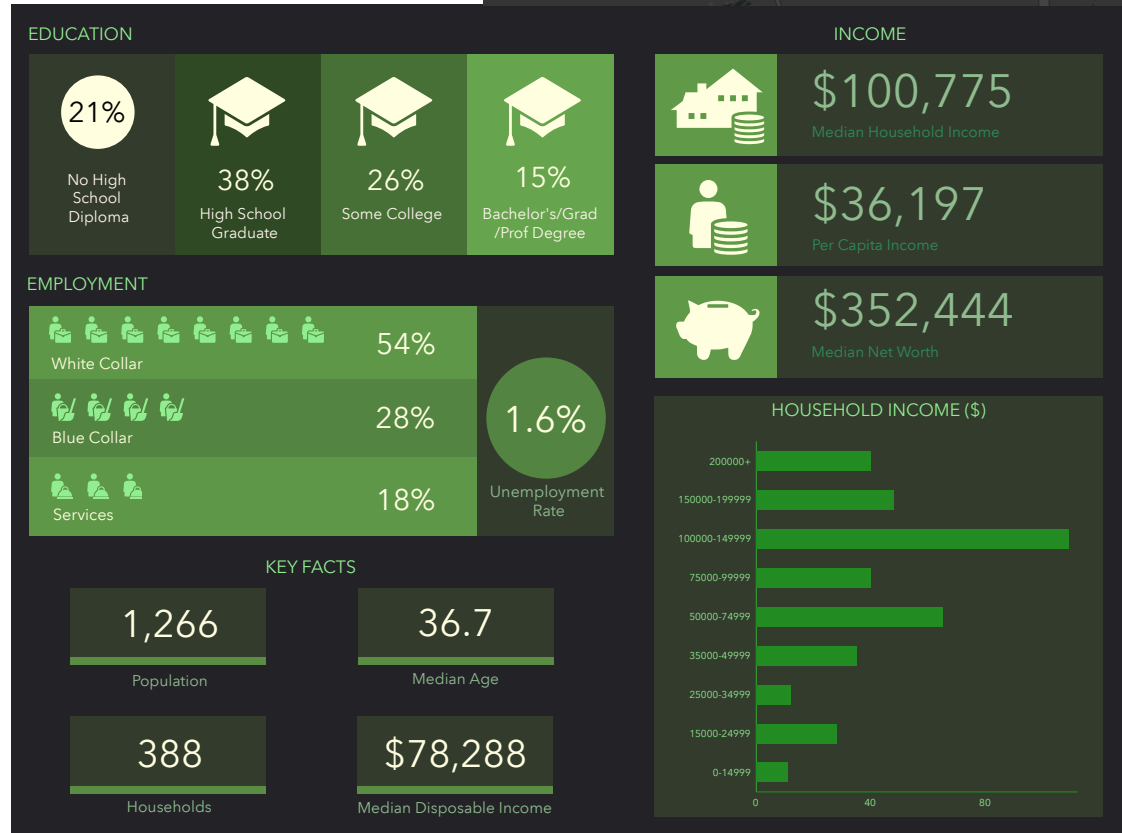 EDUCATION
21%
No High
School
Diploma
38%
High School
Graduate
26%
Some College
15%
Bachelor's/Grad
/Prof Degree
EMPLOYMENT
White Collar
54%
Blue Collar
28%
Services
18%
1.6%
Unemployment
Rate
KEY FACTS
1,266
Population
36.7
Median Age
388
Households
$78,288
Median Disposable Income
INCOME
$100,775
Median Household Income
$36,197
Per Capita Income
$352,444
Median Net Worth
HOUSEHOLD INCOME ($)
200000+
150000-199999
100000-149999
75000-99999
50000-74999
35000-49999
25000-34999
15000-24999
0-14999
0 40 80